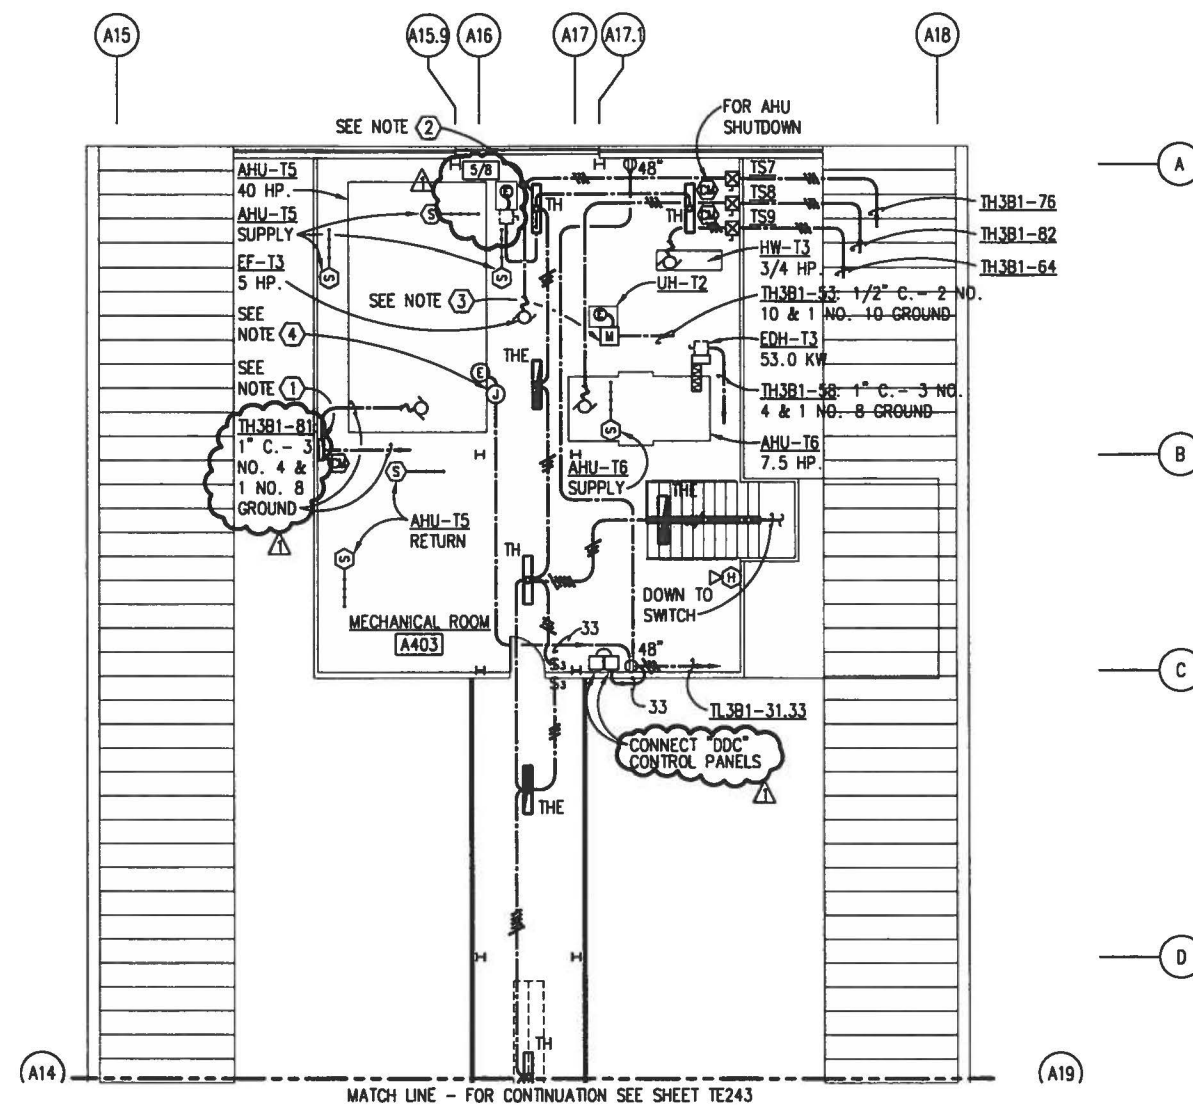 A15
A15.9
A16
A17
A17.1
A18
FOR AHU
SHUTDOWN
SEE NOTE 2
A
AHU-T5
40 HP.
5/8
1
E
48"
TS7
TH3B1-76
AHU-T5
SUPPLY
S
TH
TH
TS8
TH3B1-82
TS9
EF-T3
5 HP.
S
S
HW-T3
3/4 HP.
TH3B1-64
UH-T2
SEE NOTE 3
TH3B1-53: 1/2" C.- 2 NO.
10 & 1 NO. 10 GROUND
SEE
NOTE 4
E
M
THE
EDH-T3
53.0 KW
SEE
NOTE 1
E
J
TH3B1-58: 1" C.- 3 NO.
4 & 1 NO. 8 GROUND
TH3B1-81
1" C.- 3
NO. 4 &
1 NO. 8
GROUND
1
S
AHU-T6
7.5 HP.
B
AHU-T6
SUPPLY
S
AHU-T5
RETURN
S
THE
TH
H
DOWN TO
SWITCH
MECHANICAL ROOM
A403
33
48"
S3
S3
C
33
TL3B1-31,33
CONNECT "DDC"
CONTROL PANELS
1
THE
D
TH
A14
A19
MATCH LINE - FOR CONTINUATION SEE SHEET TE243